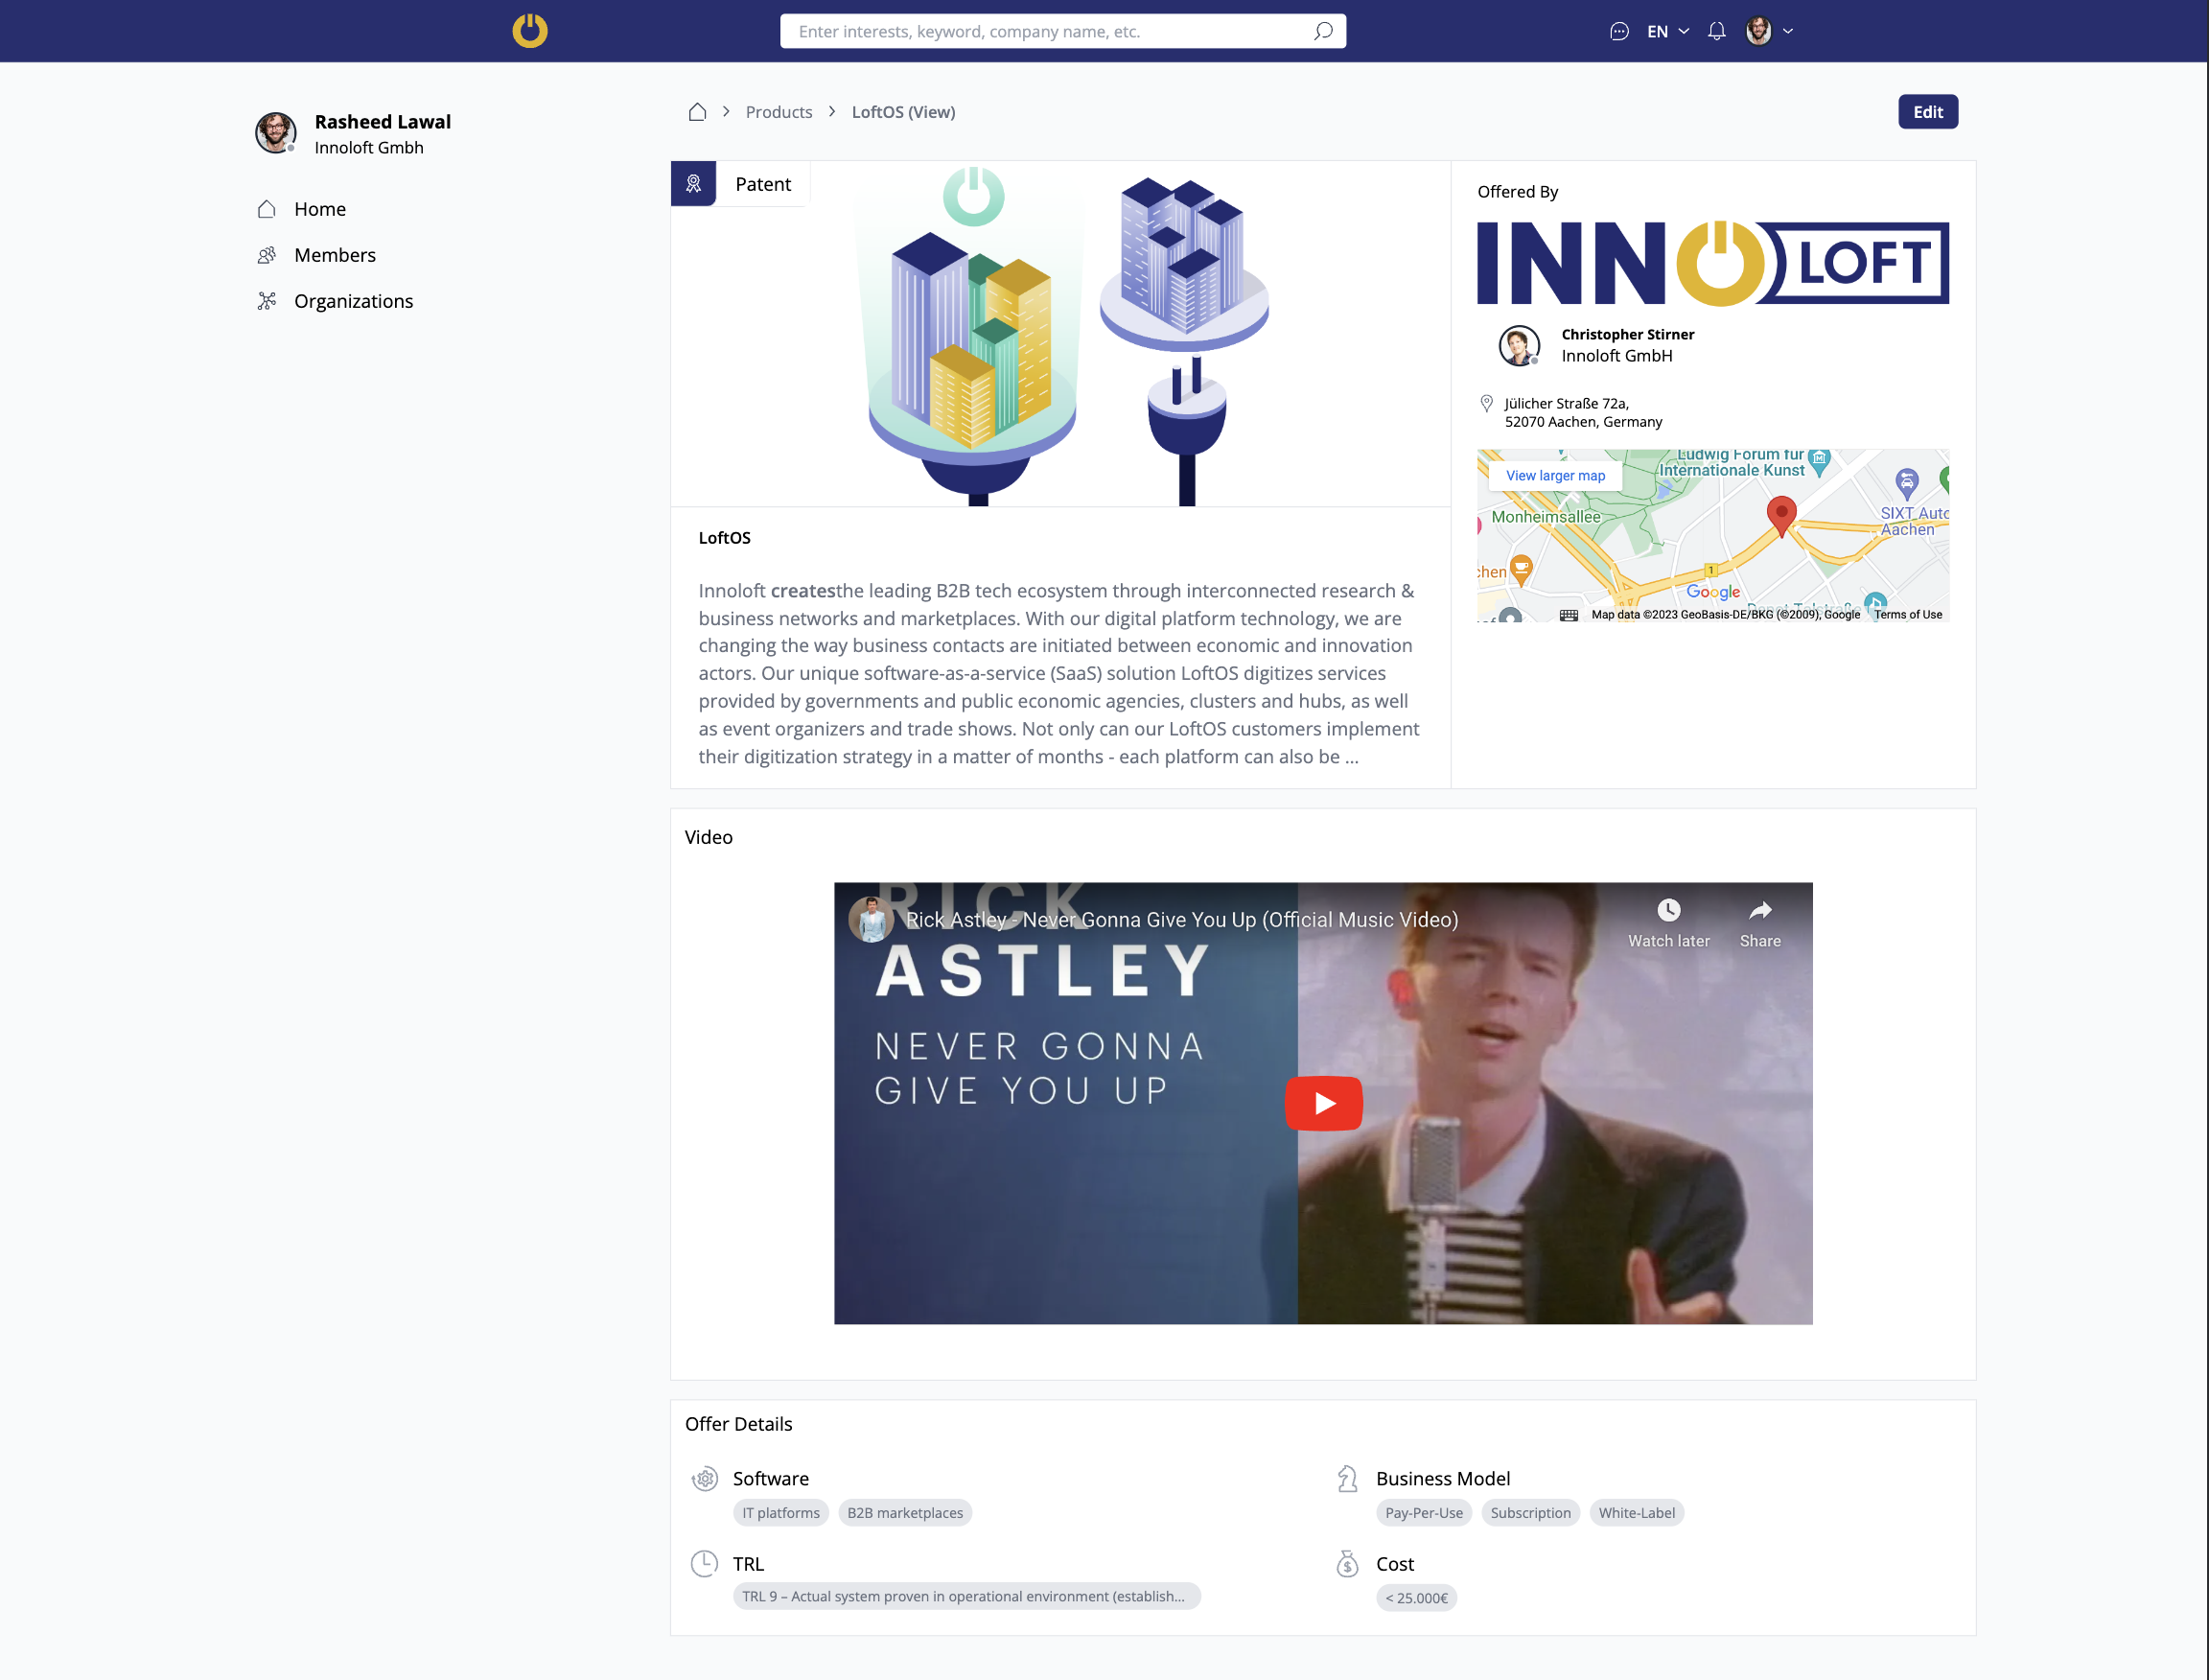 Enter interests, keyword, company name, etc.
EN
Rasheed Lawal
Innoloft Gmbh
Home
Members
Organizations
Products
LoftOS (View)
Edit
Patent
LoftOS
Innoloft createsthe leading B2B tech ecosystem through interconnected research &
business networks and marketplaces. With our digital platform technology, we are
changing the way business contacts are initiated between economic and innovation
actors. Our unique software-as-a-service (SaaS) solution LoftOS digitizes services
provided by governments and public economic agencies, clusters and hubs, as well
as event organizers and trade shows. Not only can our LoftOS customers implement
their digitization strategy in a matter of months - each platform can also be ...
Offered By
INNOLOFT
Christopher Stirner
Innoloft GmbH
Jülicher Straße 72a,
52070 Aachen, Germany
View larger map
Ludwig Forum für
Internationale Kunst
Monheimsallee
SIXT Auto
Aachen
chen
1
Google
Map data ©2023 GeoBasis-DE/BKG (©2009), Google
Terms of Use
Video
Rick Astley - Never Gonna Give You Up (Official Music Video)
Watch later
Share
RICK
ASTLEY
NEVER GONNA
GIVE YOU UP
Offer Details
Software
IT platforms
B2B marketplaces
Business Model
Pay-Per-Use
Subscription
White-Label
TRL
TRL 9 – Actual system proven in operational environment (establish...
Cost
< 25.000€